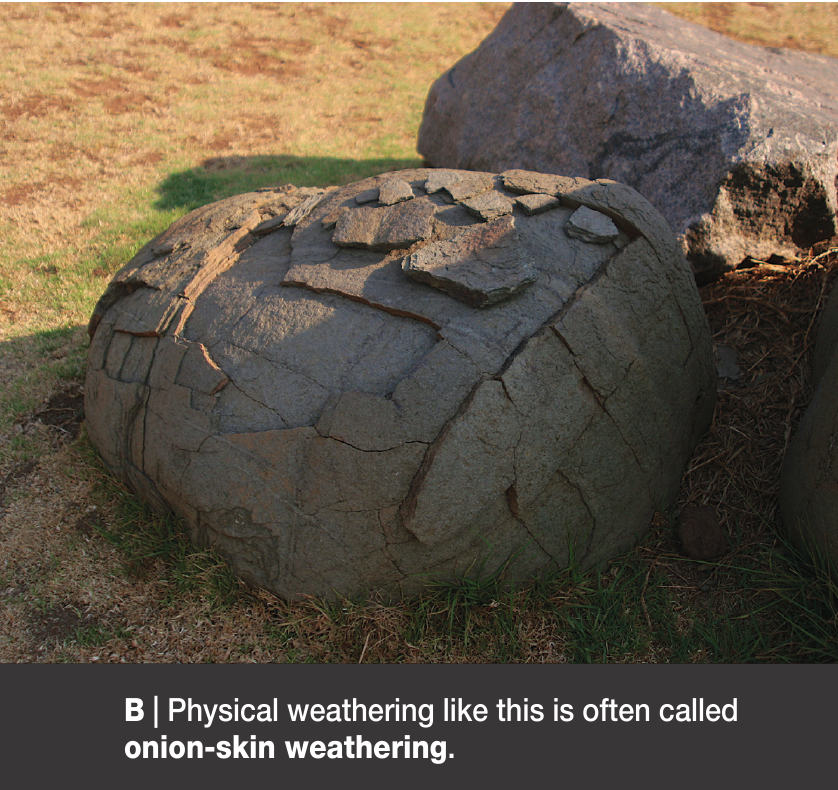 B | Physical weathering like this is often called
onion-skin weathering.